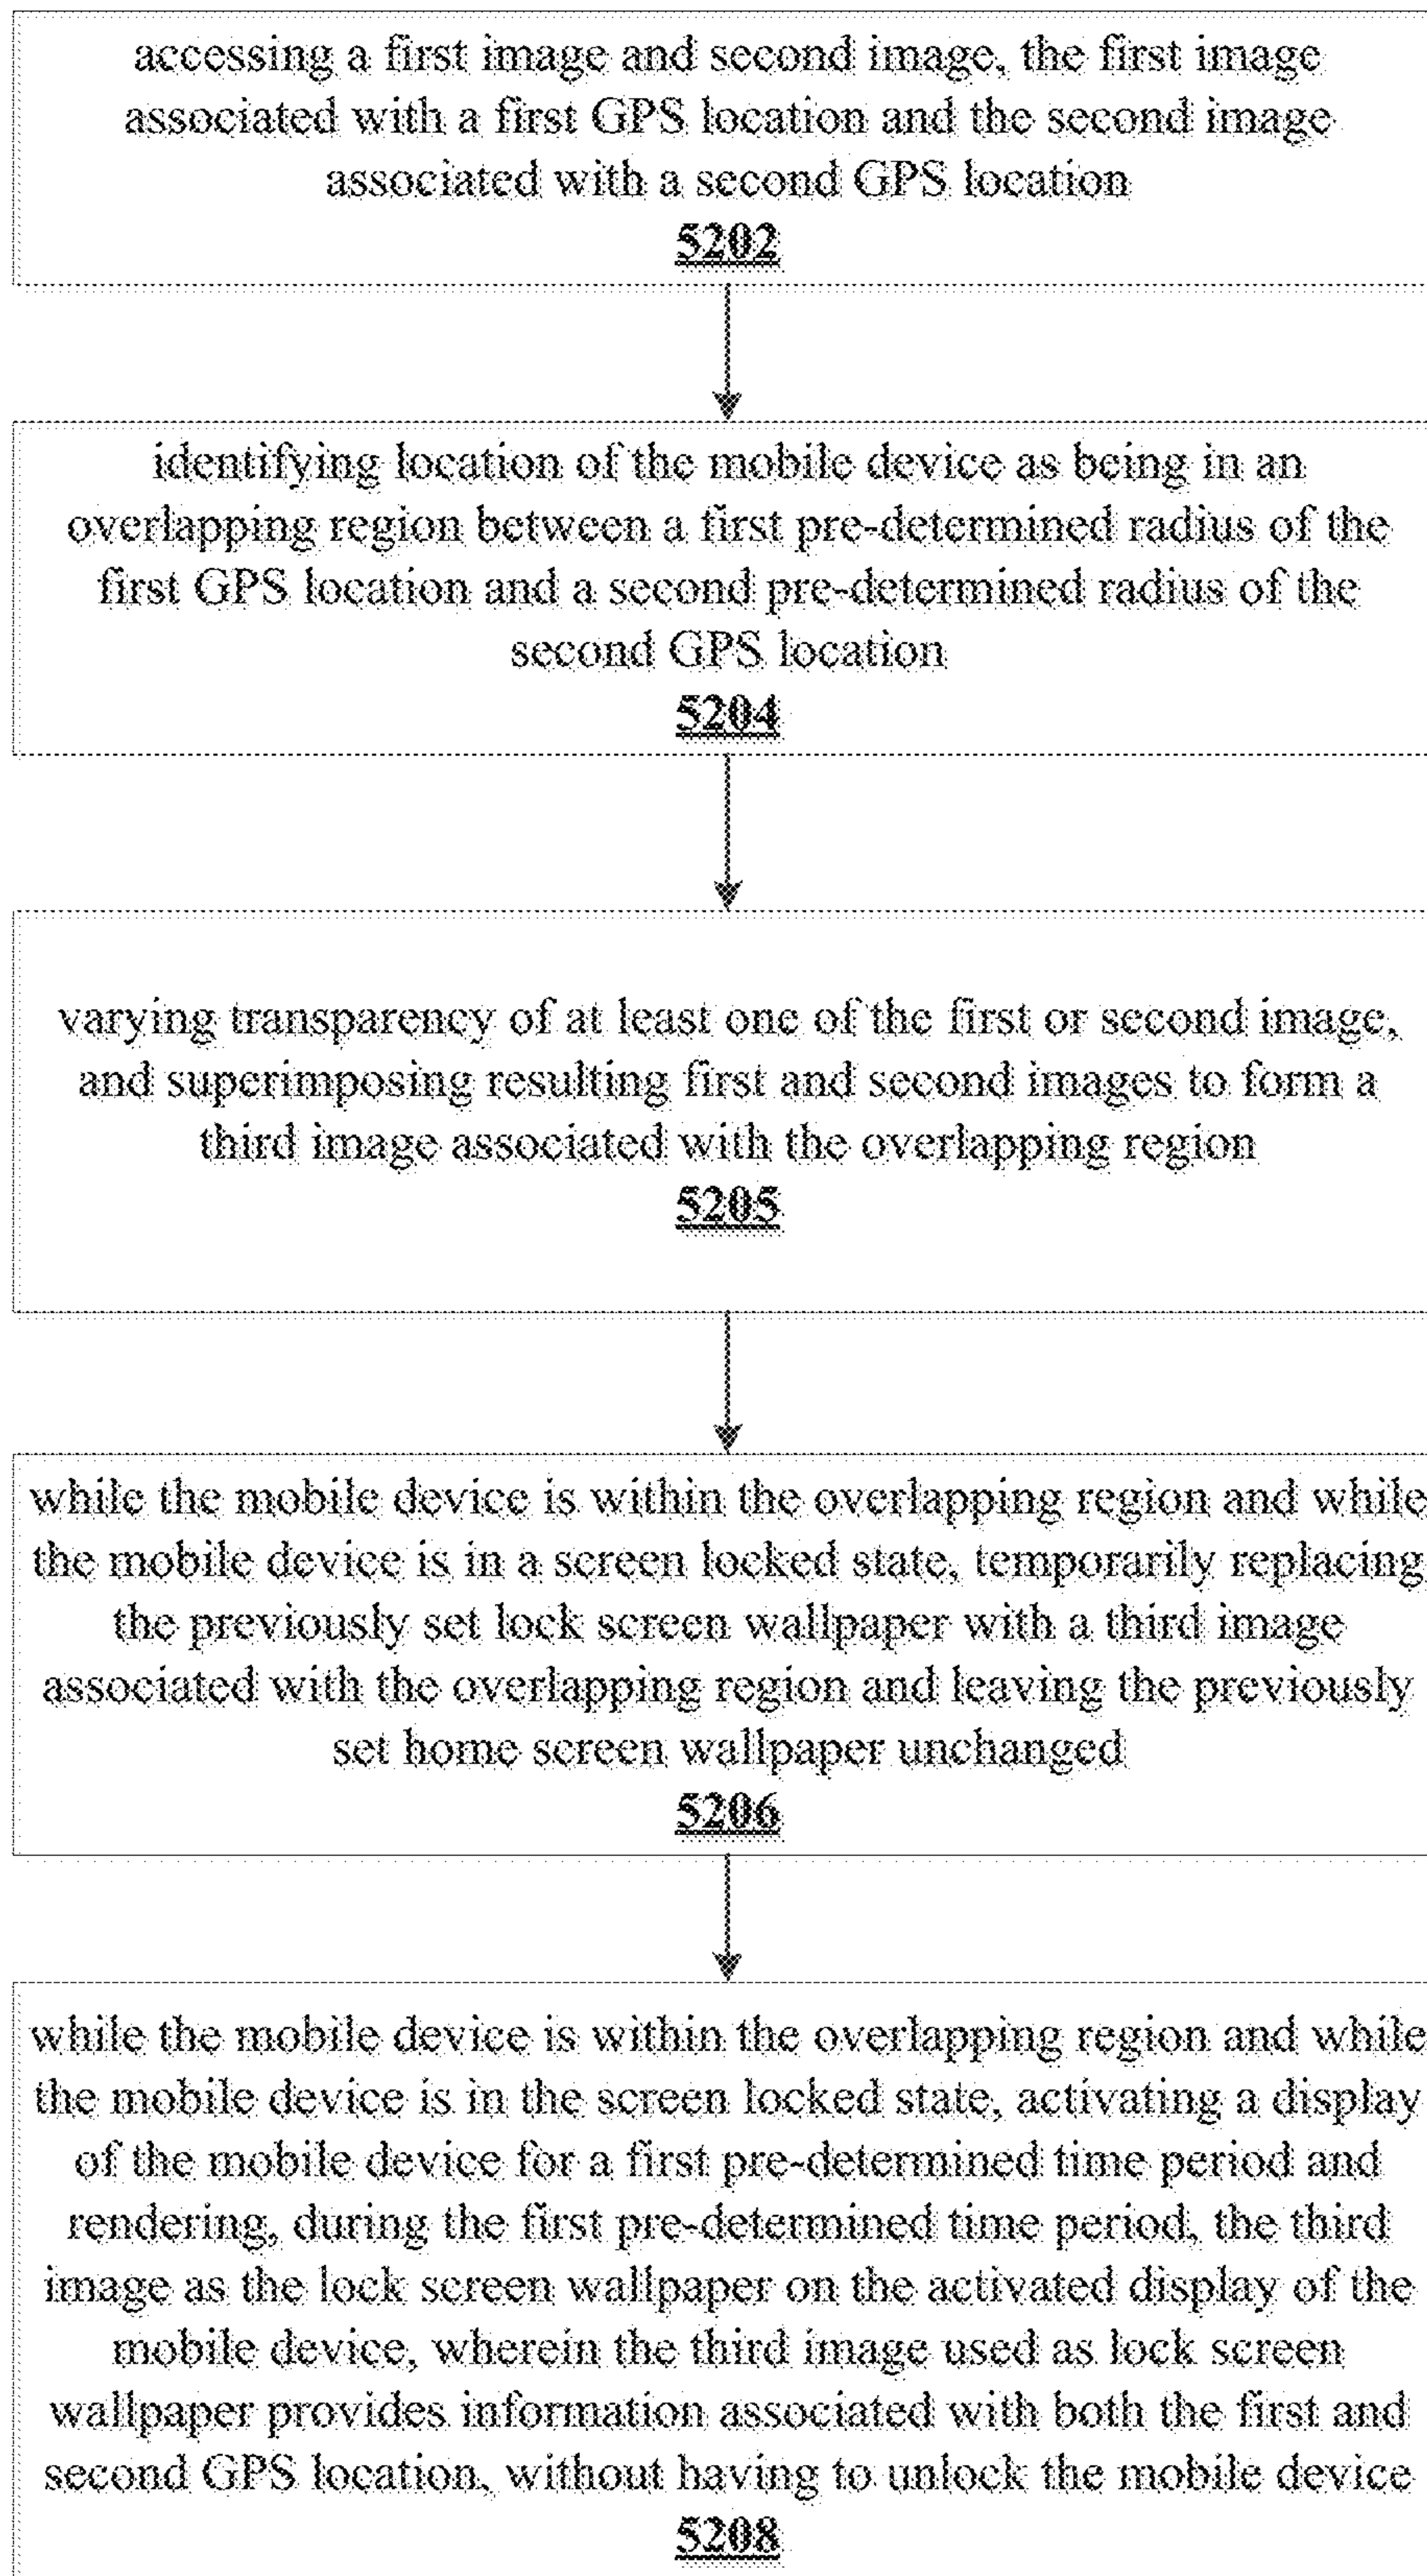 accessing a first image and second image, the first image
associated with a first GPS location and the second image
associated with a second GPS location
5202
identifying location of the mobile device as being in an
overlapping region between a first pre-determined radius of the
first GPS location and a second pre-determined radius of the
second GPS location
5204
varying transparency of at least one of the first or second image,
and superimposing resulting first and second images to form a
third image associated with the overlapping region
5205
while the mobile device is within the overlapping region and while
the mobile device is in a screen locked state, temporarily replacing
the previously set lock screen wallpaper with a third image
associated with the overlapping region and leaving the previously
set home screen wallpaper unchanged
5206
while the mobile device is within the overlapping region and while
the mobile device is in the screen locked state, activating a display
of the mobile device for a first pre-determined time period and
rendering, during the first pre-determined time period, the third
image as the lock screen wallpaper on the activated display of the
mobile device, wherein the third image used as lock screen
wallpaper provides information associated with both the first and
second GPS location, without having to unlock the mobile device
5208